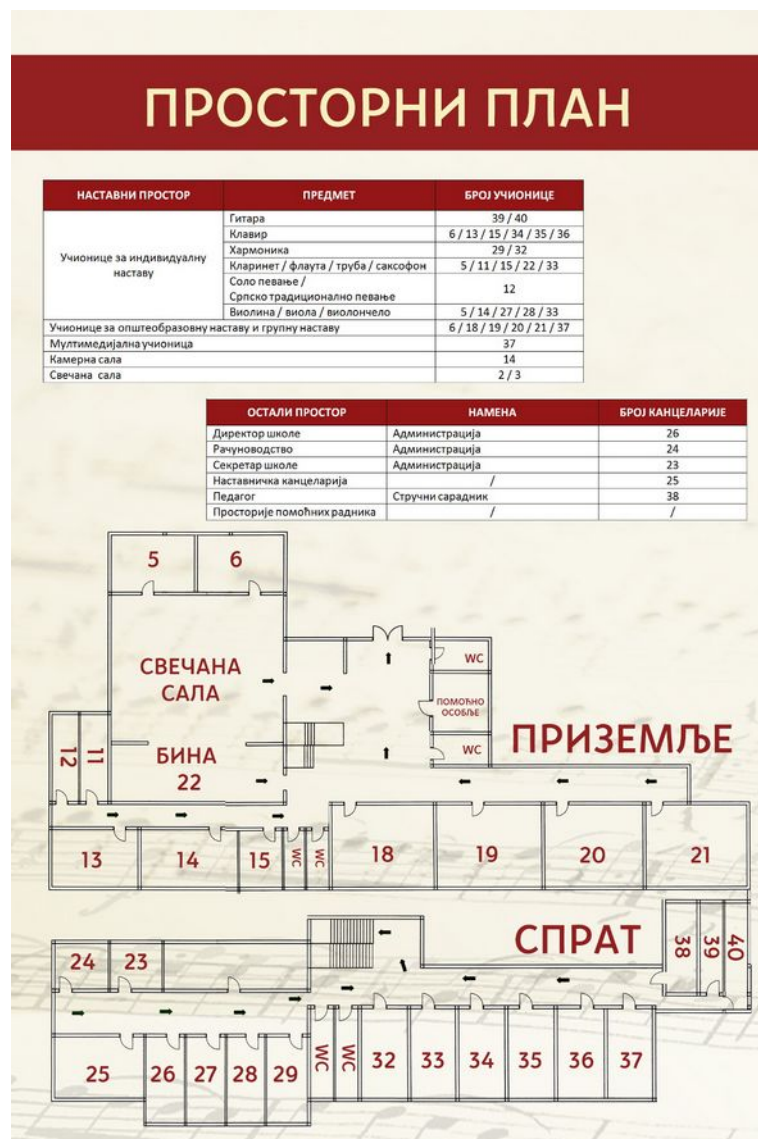 ПРОСТОРНИ ПЛАН
НАСТАВНИ ПРОСТОР ПРЕДМЕТ БРОЈ УЧИОНИЦЕ
Учионице за индивидуалну наставу
Гитара 39 / 40
Клавир 6 / 13 / 15 / 34 / 35 / 36
Хармоника 29 / 32
Кларинет / флаута / труба / саксофон 5 / 11 / 15 / 22 / 33
Соло певање /
Српско традиционално певање 12
Виолина / виола / виолончело 5 / 14 / 27 / 28 / 33
Учионице за општеобразовну наставу и групну наставу 6 / 18 / 19 / 20 / 21 / 37
Мултимедијална учионица 37
Камерна сала 14
Свечана сала 2 / 3
ОСТАЛИ ПРОСТОР НАМЕНА БРОЈ КАНЦЕЛАРИЈЕ
Директор школе Администрација 26
Рачуноводство Администрација 24
Секретар школе Администрација 23
Наставничка канцеларија / 25
Педагог Стручни сарадник 38
Просторије помоћних радника / /
5 6
СВЕЧАНА
САЛА
WC
ПОМОЋНО
ОСОБЉЕ
WC
ПРИЗЕМЉЕ
12 11
БИНА
22
13 14 15 WC WC 18 19 20 21
СПРАТ
38 39 40
24 23
25 26 27 28 29 WC WC 32 33 34 35 36 37